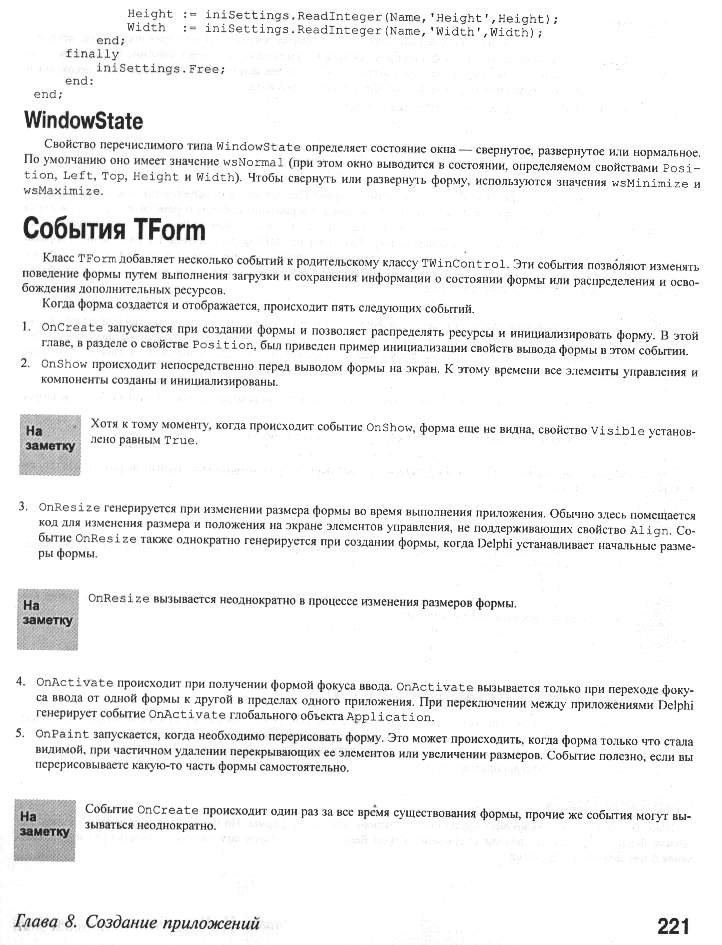 Height := iniSettings.ReadInteger(Name,'Height',Height);
Width  := iniSettings.ReadInteger(Name,'Width',Width);
end;
finally
iniSettings.Free;
end:
end;
WindowState
Свойство перечислимого типа WindowState определяет состояние окна — свернутое, развернутое или нормальное.
По умолчанию оно имеет значение wsNormal (при этом окно выводится в состоянии, определяемом свойствами Posi-
tion, Left, Top, Height и Width). Чтобы свернуть или развернуть форму, используются значения wsMinimize и
wsMaximize.
События TForm
Класс TForm добавляет несколько событий к родительскому классу TWinControl. Эти события позволяют изменять
поведение формы путем выполнения загрузки и сохранения информации о состоянии формы или распределения и осво-
бождения дополнительных ресурсов.
Когда форма создается и отображается, происходит пять следующих событий.
1. OnCreate запускается при создании формы и позволяет распределять ресурсы и инициализировать форму. В этой
главе, в разделе о свойстве Position, был приведен пример инициализации свойств вывода формы в этом событии.
2. OnShow происходит непосредственно перед выводом формы на экран. К этому времени все элементы управления и
компоненты созданы и инициализированы.
На
заметку
Хотя к тому моменту, когда происходит событие OnShow, форма еще не видна, свойство Visible установ-
лено равным True.
3. OnResize генерируется при изменении размера формы во время выполнения приложения. Обычно здесь помещается
код для изменения размера и положения на экране элементов управления, не поддерживающих свойство Align. Со-
бытие OnResize также однократно генерируется при создании формы, когда Delphi устанавливает начальные разме-
ры формы.
На
заметку
OnResize вызывается неоднократно в процессе изменения размеров формы.
4. OnActivate происходит при получении формой фокуса ввода. OnActivate вызывается только при переходе фоку-
са ввода от одной формы к другой в пределах одного приложения. При переключении между приложениями Delphi
генерирует событие OnActivate глобального объекта Application.
5. OnPaint запускается, когда необходимо перерисовать форму. Это может происходить, когда форма только что стала
видимой, при частичном удалении перекрывающих ее элементов или увеличении размеров. Событие полезно, если вы
перерисовываете какую-то часть формы самостоятельно.
На
заметку
Событие OnCreate происходит один раз за все время существования формы, прочие же события могут вы-
зываться неоднократно.
Глава 8. Создание приложений
221